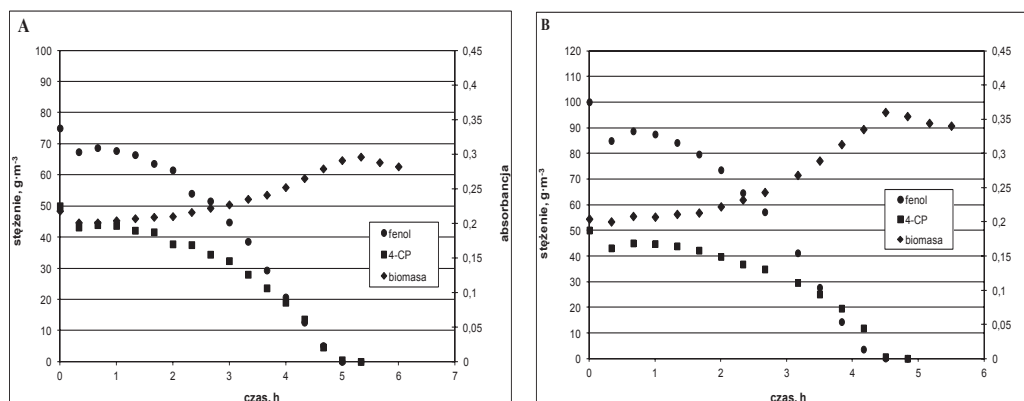 A
100
90
80
70
60
50
40
30
20
10
0
0,45
0,4
0,35
0,3
0,25
0,2
0,15
0,1
0,05
0
0 1 2 3 4 5 6 7
stężenie, g·m⁻³
absorbancja
czas, h
fenol
4-CP
biomasa
B
120
110
100
90
80
70
60
50
40
30
20
10
0
0,45
0,4
0,35
0,3
0,25
0,2
0,15
0,1
0,05
0
0 1 2 3 4 5 6
stężenie, g·m⁻³
czas, h
fenol
4-CP
biomasa